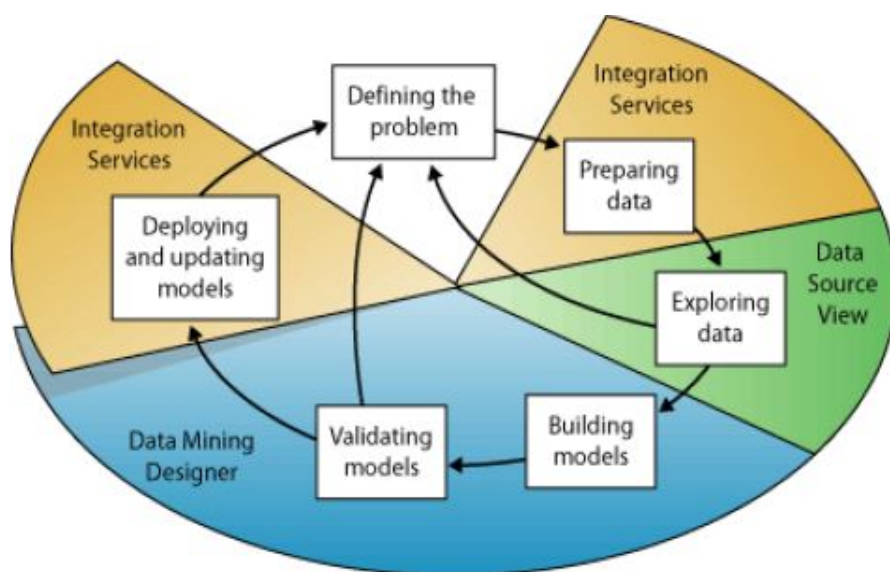 Defining the
problem
Integration
Services
Preparing
data
Data
Source
View
Exploring
data
Building
models
Validating
models
Data Mining
Designer
Deploying
and updating
models
Integration
Services